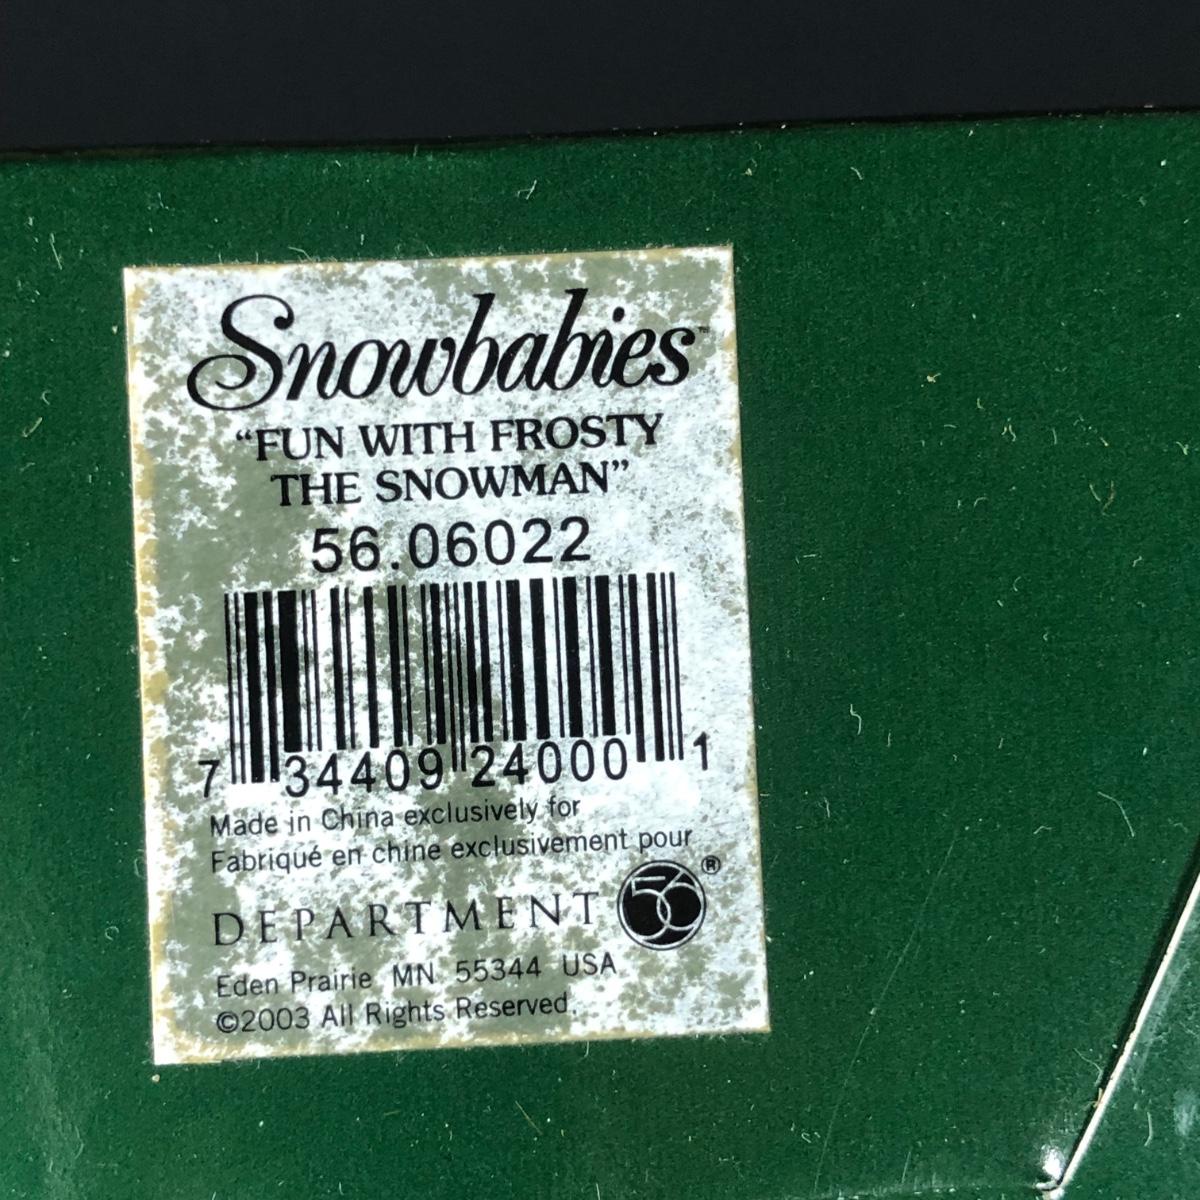 Snowbabies™
“FUN WITH FROSTY
THE SNOWMAN”
56.06022
7 34409 24000 1
Made in China exclusively for
Fabriqué en chine exclusivement pour
DEPARTMENT 56®
Eden Prairie MN 55344 USA
©2003 All Rights Reserved.